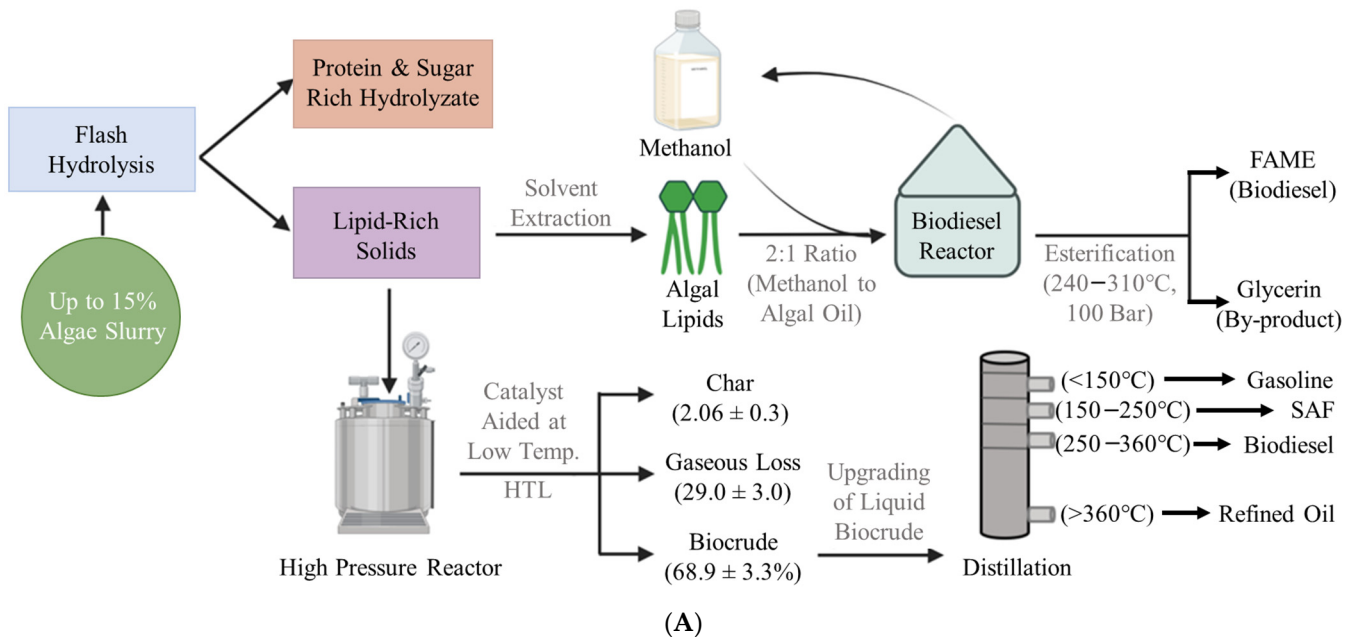 Protein & Sugar
Rich Hydrolyzate
Flash
Hydrolysis
Methanol
FAME
(Biodiesel)
Solvent
Extraction
Lipid-Rich
Solids
Biodiesel
Reactor
2:1 Ratio
(Methanol to
Algal Oil)
Esterification
(240–310°C,
100 Bar)
Algal
Lipids
Glycerin
(By-product)
Up to 15%
Algae Slurry
Catalyst
Aided at
Low Temp.
HTL
Char
(2.06 ± 0.3)
Gaseous Loss
(29.0 ± 3.0)
Biocrude
(68.9 ± 3.3%)
Upgrading
of Liquid
Biocrude
(<150°C)
Gasoline
(150–250°C)
SAF
(250–360°C)
Biodiesel
(>360°C)
Refined Oil
High Pressure Reactor
Distillation
(A)